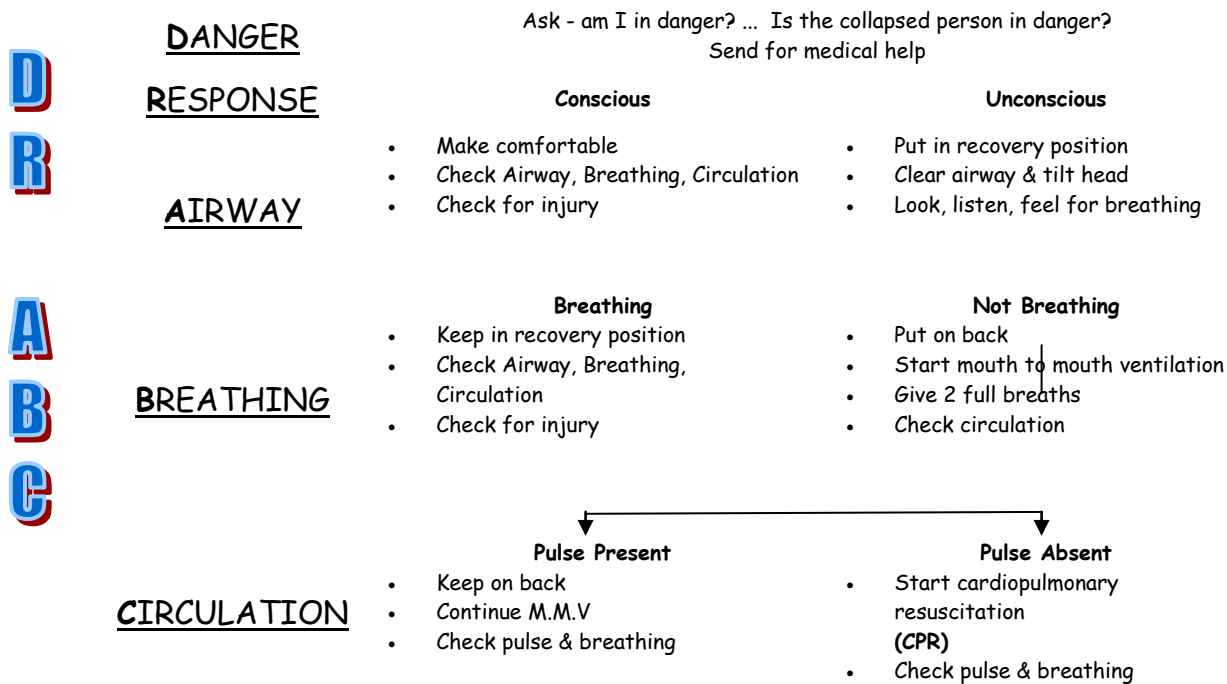 D
R
A
B
C
DANGER
Ask - am I in danger? ... Is the collapsed person in danger?
Send for medical help
RESPONSE
Conscious
• Make comfortable
• Check Airway, Breathing, Circulation
• Check for injury
Unconscious
• Put in recovery position
• Clear airway & tilt head
• Look, listen, feel for breathing
AIRWAY
BREATHING
Breathing
• Keep in recovery position
• Check Airway, Breathing,
Circulation
• Check for injury
Not Breathing
• Put on back
• Start mouth to mouth ventilation
• Give 2 full breaths
• Check circulation
CIRCULATION
Pulse Present
• Keep on back
• Continue M.M.V
• Check pulse & breathing
Pulse Absent
• Start cardiopulmonary
resuscitation
(CPR)
• Check pulse & breathing